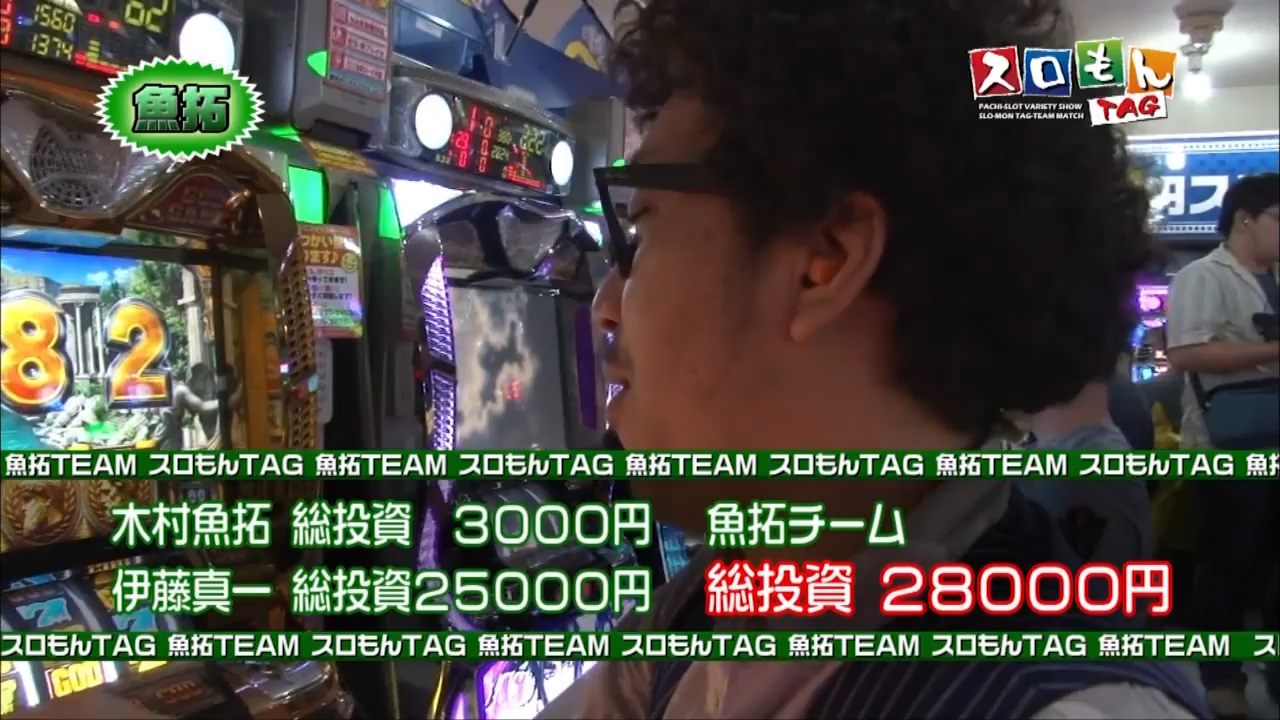 魚拓
スロもん
PACHI-SLOT VARIETY SHOW
SLO-MON TAG-TEAM MATCH
TAG
1560
1374
82
魚拓TEAM スロもんTAG 魚拓TEAM スロもんTAG 魚拓TEAM スロもんTAG 魚拓TEAM スロもんTAG 魚
木村魚拓 総投資 3000円
魚拓チーム
伊藤真一 総投資25000円
総投資 28000円
スロもんTAG 魚拓TEAM スロもんTAG 魚拓TEAM スロもんTAG 魚拓TEAM スロもんTAG 魚拓TEAM ス
GOD